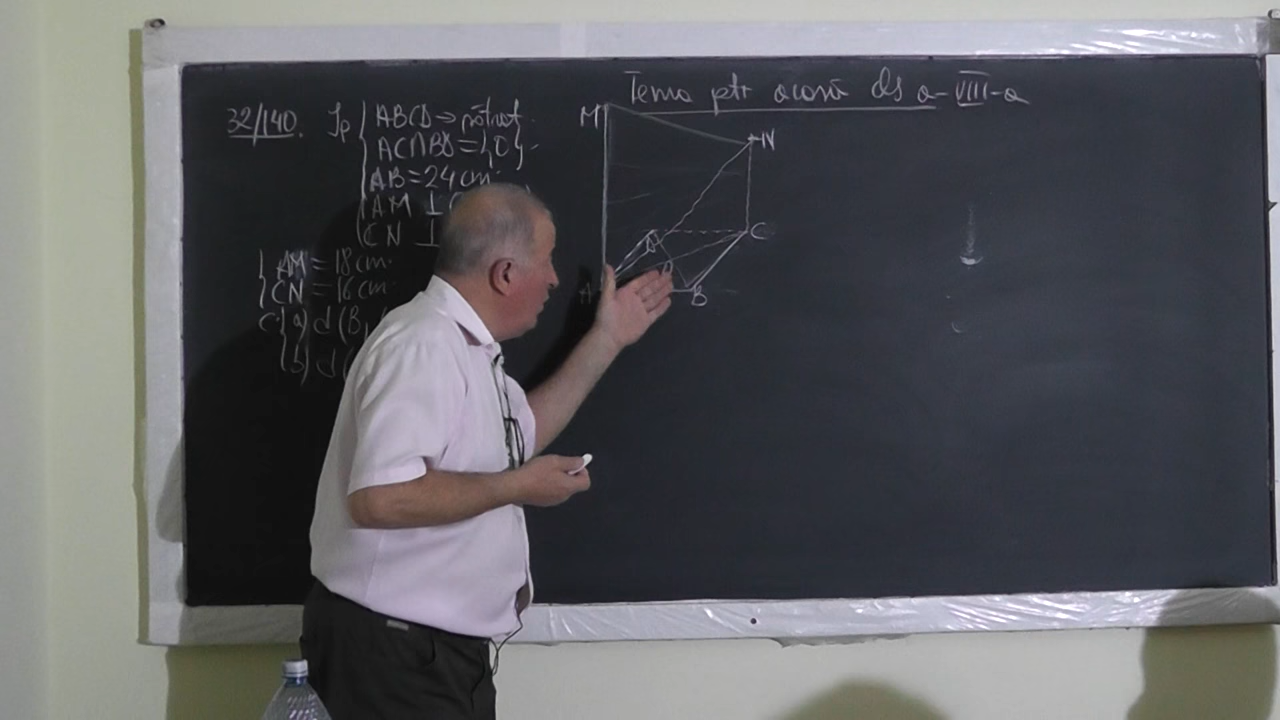 Temă ptr acasă cls a-VIII-a
32/140. Ip ABCD → pătrat.
AC∩BD={O}.
AB=24 cm.
AM ⊥
CN ⊥
AM = 18 cm.
CN = 16 cm.
C. a) d(B,
b) d(
M
N
D
C
O
A
B